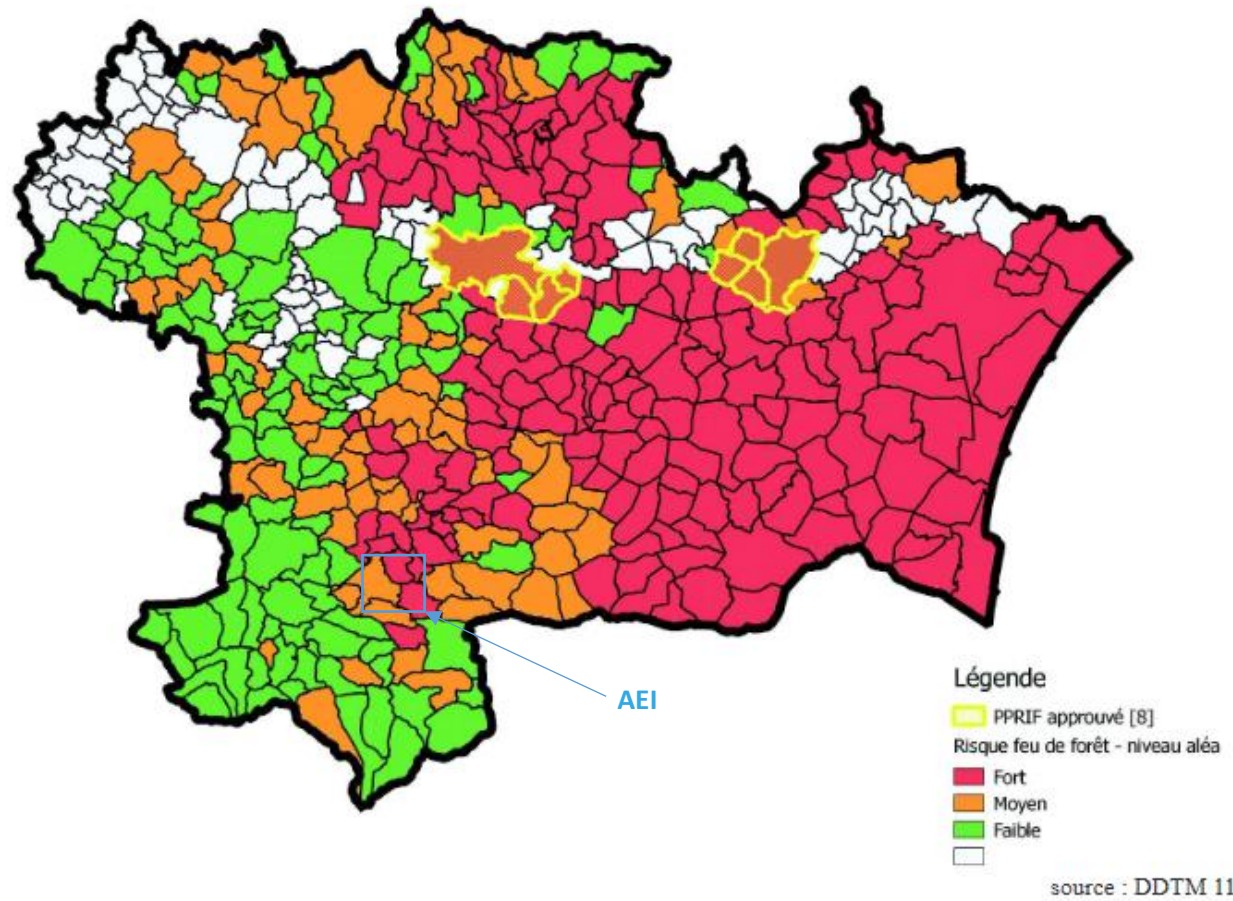 AEI
Légende
PPRIF approuvé [8]
Risque feu de forêt - niveau aléa
Fort
Moyen
Faible
source : DDTM 11